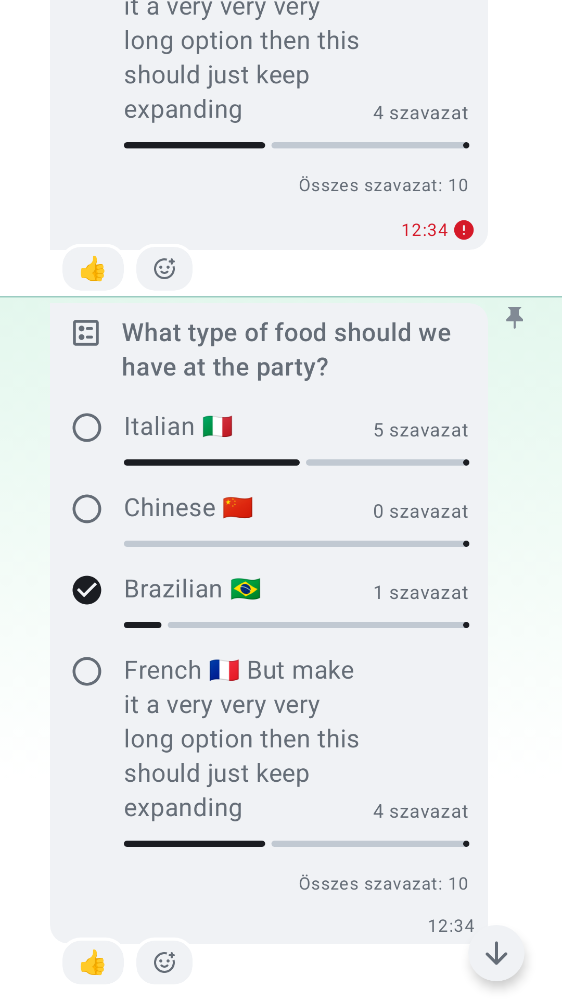 it a very very very
long option then this
should just keep
expanding
4 szavazat
Összes szavazat: 10
12:34
What type of food should we
have at the party?
Italian 🇮🇹
5 szavazat
Chinese 🇨🇳
0 szavazat
Brazilian 🇧🇷
1 szavazat
French 🇫🇷 But make
it a very very very
long option then this
should just keep
expanding
4 szavazat
Összes szavazat: 10
12:34